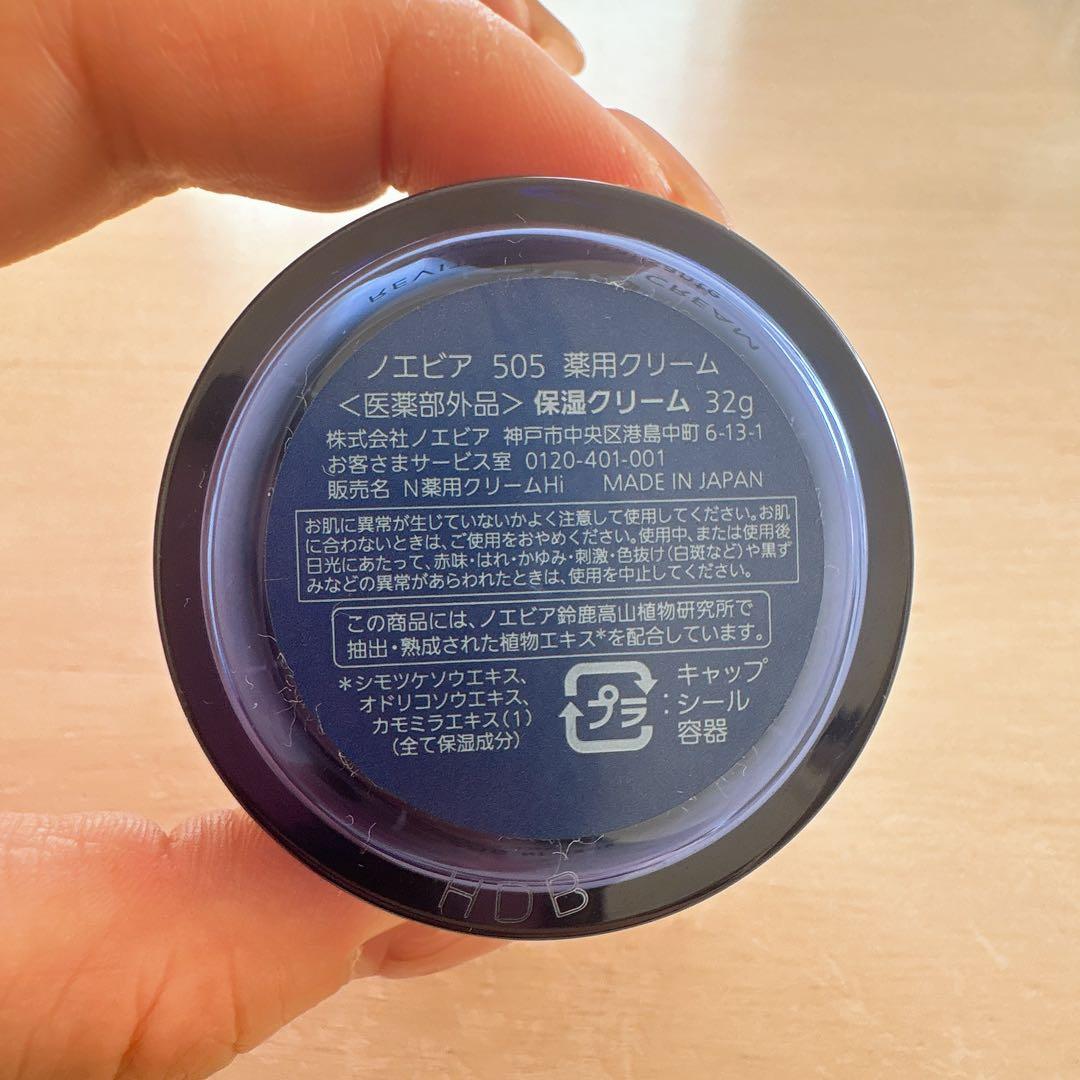 ノエビア 505 薬用クリーム
<医薬部外品> 保湿クリーム 32g
株式会社ノエビア 神戸市中央区港島中町6-13-1
お客さまサービス室 0120-401-001
販売名 N薬用クリームHi MADE IN JAPAN
お肌に異常が生じていないかよく注意して使用してください。お肌
に合わないときは、ご使用をおやめください。使用中、または使用後
日光にあたって、赤味・はれ・かゆみ・刺激・色抜け(白斑など)や黒ず
みなどの異常があらわれたときは、使用を中止してください。
この商品には、ノエビア鈴鹿高山植物研究所で
抽出・熟成された植物エキス*を配合しています。
*シモツケソウエキス、
オドリコソウエキス、
カモミラエキス(1)
(全て保湿成分)
プラ
:
キャップ
シール
容器
HDB